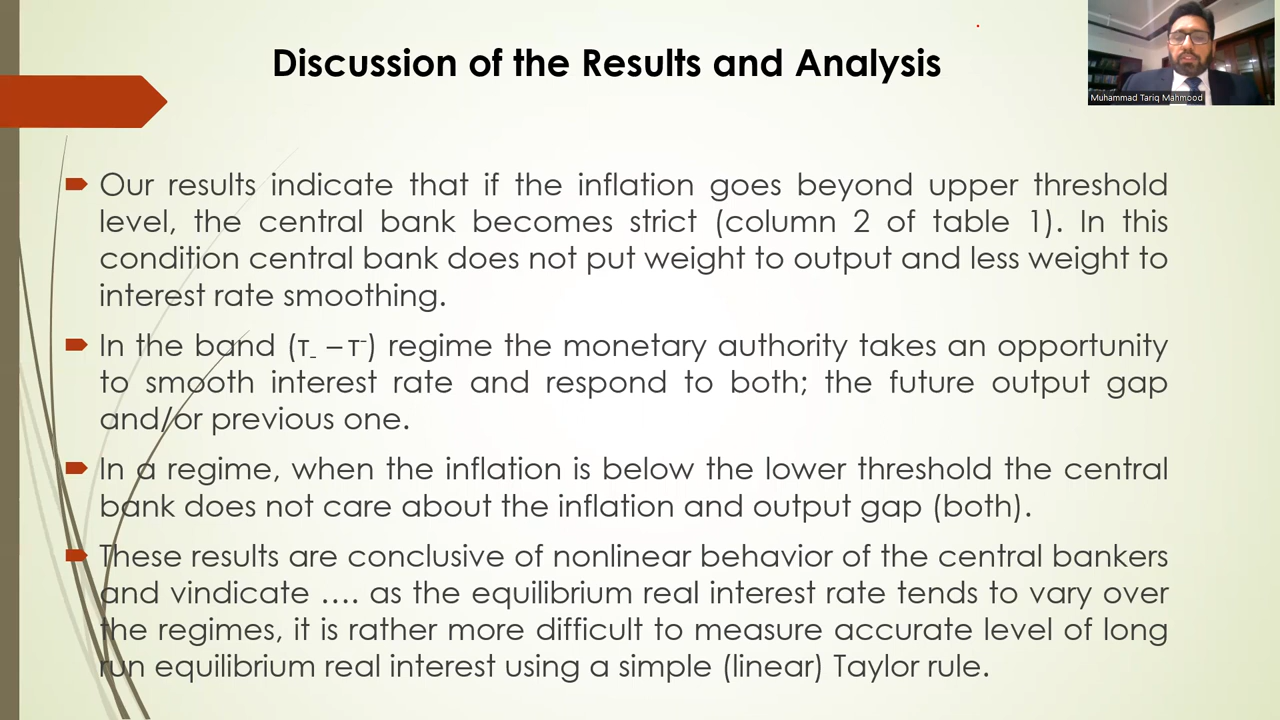 Discussion of the Results and Analysis
Muhammad Tariq Mahmood
Our results indicate that if the inflation goes beyond upper threshold
level, the central bank becomes strict (column 2 of table 1). In this
condition central bank does not put weight to output and less weight to
interest rate smoothing.
In the band (τ₋ – τ⁻) regime the monetary authority takes an opportunity
to smooth interest rate and respond to both; the future output gap
and/or previous one.
In a regime, when the inflation is below the lower threshold the central
bank does not care about the inflation and output gap (both).
These results are conclusive of nonlinear behavior of the central bankers
and vindicate …. as the equilibrium real interest rate tends to vary over
the regimes, it is rather more difficult to measure accurate level of long
run equilibrium real interest using a simple (linear) Taylor rule.